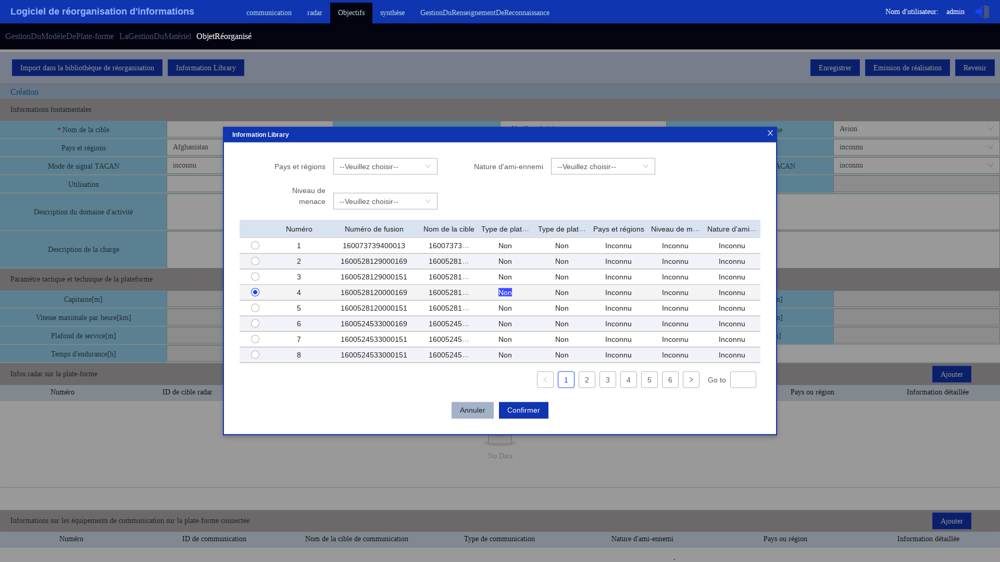 Logiciel de réorganisation d'informations communication radar Objectifs synthèse GestionDuRenseignementDeReconnaissance Nom d'utilisateur: admin
GestionDuModèleDePlate-forme LaGestionDuMatériel ObjetRéorganisé
Import dans la bibliothèque de réorganisation Information Library Enregistrer Emission de réalisation Revenir
Création
Informations fontamentales
* Nom de la cible Avion
Pays et régions Afghanistan inconnu
Mode de signal TACAN inconnu inconnu
Utilisation
Description du domaine d'activité
Description de la charge
Paramètre tactique et technique de la plateforme
Capitaine[m]
Vitesse maximale par heure[km]
Plafond de service[m]
Temps d'endurance[h]
Information Library
Pays et régions --Veuillez choisir-- Nature d'ami-ennemi --Veuillez choisir--
Niveau de
menace --Veuillez choisir--
Numéro Numéro de fusion Nom de la cible Type de plat... Type de plat... Pays et régions Niveau de m... Nature d'ami...
1 160073739400013 16007373... Non Non Inconnu Inconnu Inconnu
2 1600528129000169 16005281... Non Non Inconnu Inconnu Inconnu
3 1600528129000151 16005281... Non Non Inconnu Inconnu Inconnu
4 1600528120000169 16005281... Non Non Inconnu Inconnu Inconnu
5 1600528120000151 16005281... Non Non Inconnu Inconnu Inconnu
6 1600524533000169 16005245... Non Non Inconnu Inconnu Inconnu
7 1600524533000151 16005245... Non Non Inconnu Inconnu Inconnu
8 1600524533000151 16005245... Non Non Inconnu Inconnu Inconnu
1 2 3 4 5 6 Go to
Annuler Confirmer
Infos radar sur la plate-forme Ajouter
Numéro ID de cible radar Pays ou région Information détaillée
No Data
Informations sur les équipements de communication sur la plate-forme connectée Ajouter
Numéro ID de communication Nom de la cible de communication Type de communication Nature d'ami-ennemi Pays ou région Information détaillée